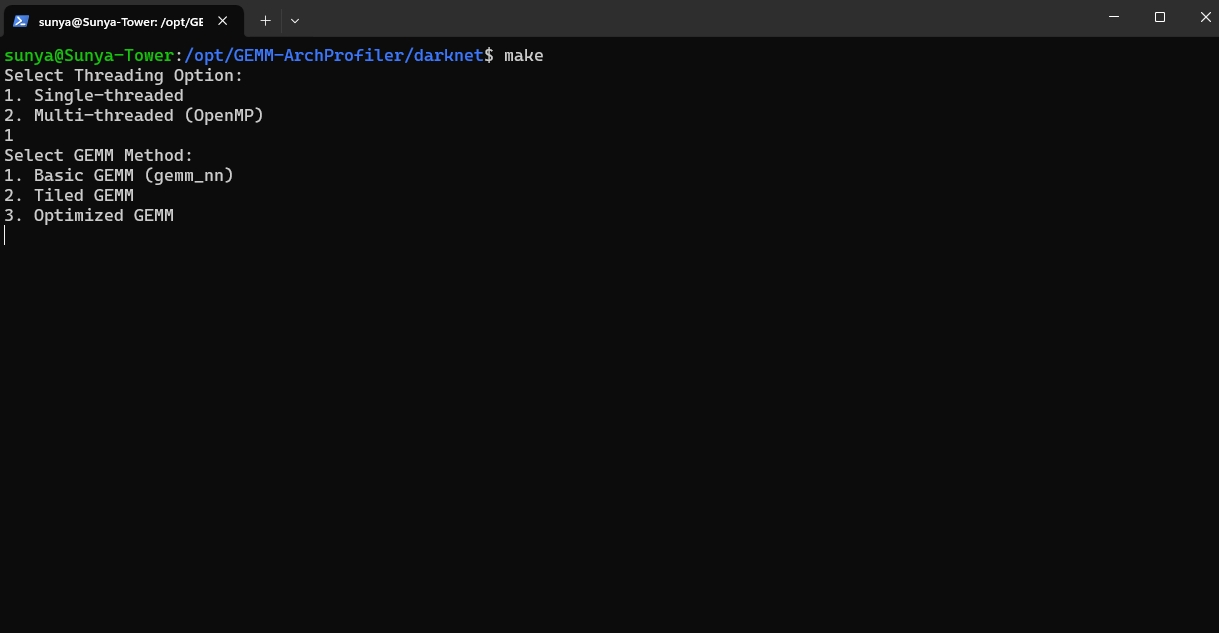 sunya@Sunya-Tower: /opt/GE
sunya@Sunya-Tower:/opt/GEMM-ArchProfiler/darknet$ make
Select Threading Option:
1. Single-threaded
2. Multi-threaded (OpenMP)
1
Select GEMM Method:
1. Basic GEMM (gemm_nn)
2. Tiled GEMM
3. Optimized GEMM